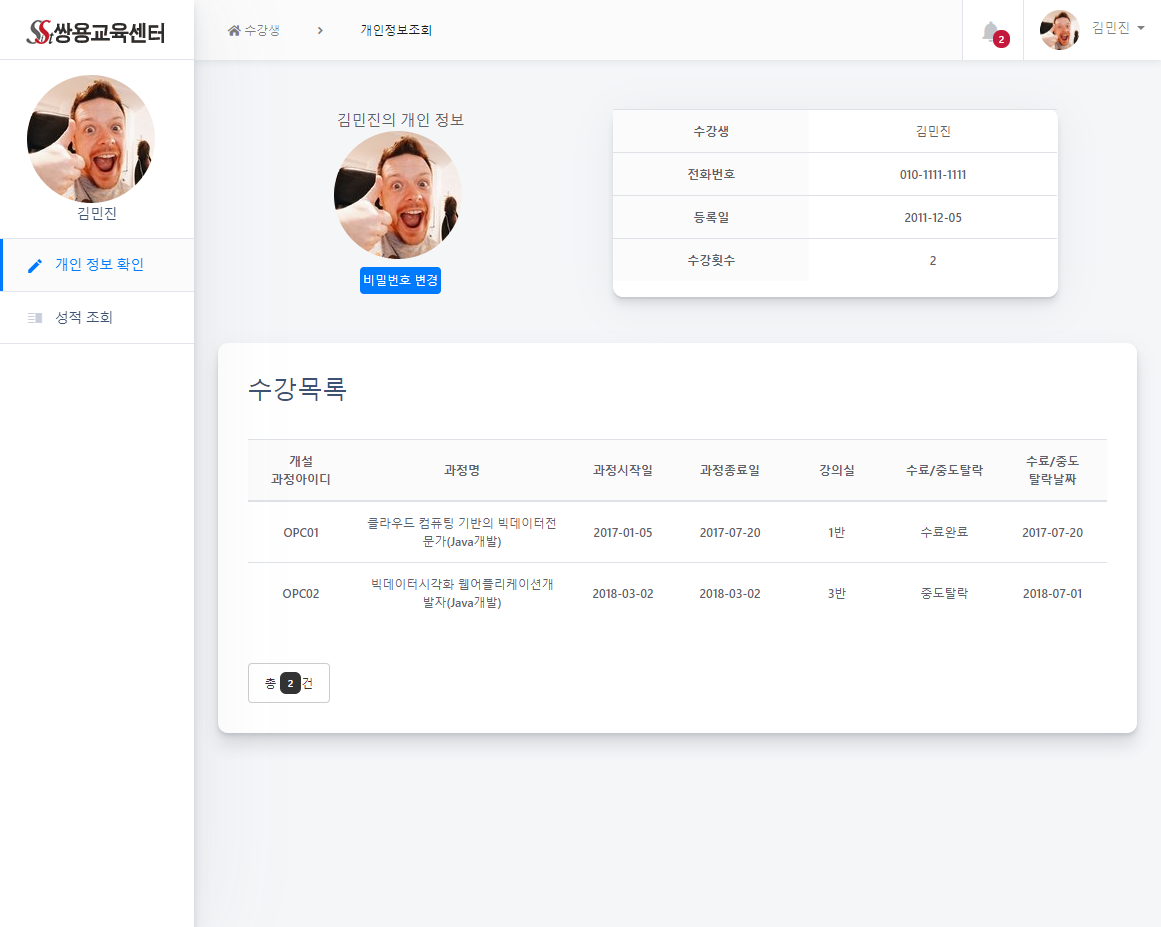 쌍용교육센터
수강생
개인정보조회
2
김민진
김민진
개인 정보 확인
성적 조회
김민진의 개인 정보
비밀번호 변경
수강생 김민진
전화번호 010-1111-1111
등록일 2011-12-05
수강횟수 2
수강목록
개설
과정아이디 과정명 과정시작일 과정종료일 강의실 수료/중도탈락 수료/중도
탈락날짜
OPC01 클라우드 컴퓨팅 기반의 빅데이터전
문가(Java개발) 2017-01-05 2017-07-20 1반 수료완료 2017-07-20
OPC02 빅데이터시각화 웹어플리케이션개
발자(Java개발) 2018-03-02 2018-03-02 3반 중도탈락 2018-07-01
총 2 건